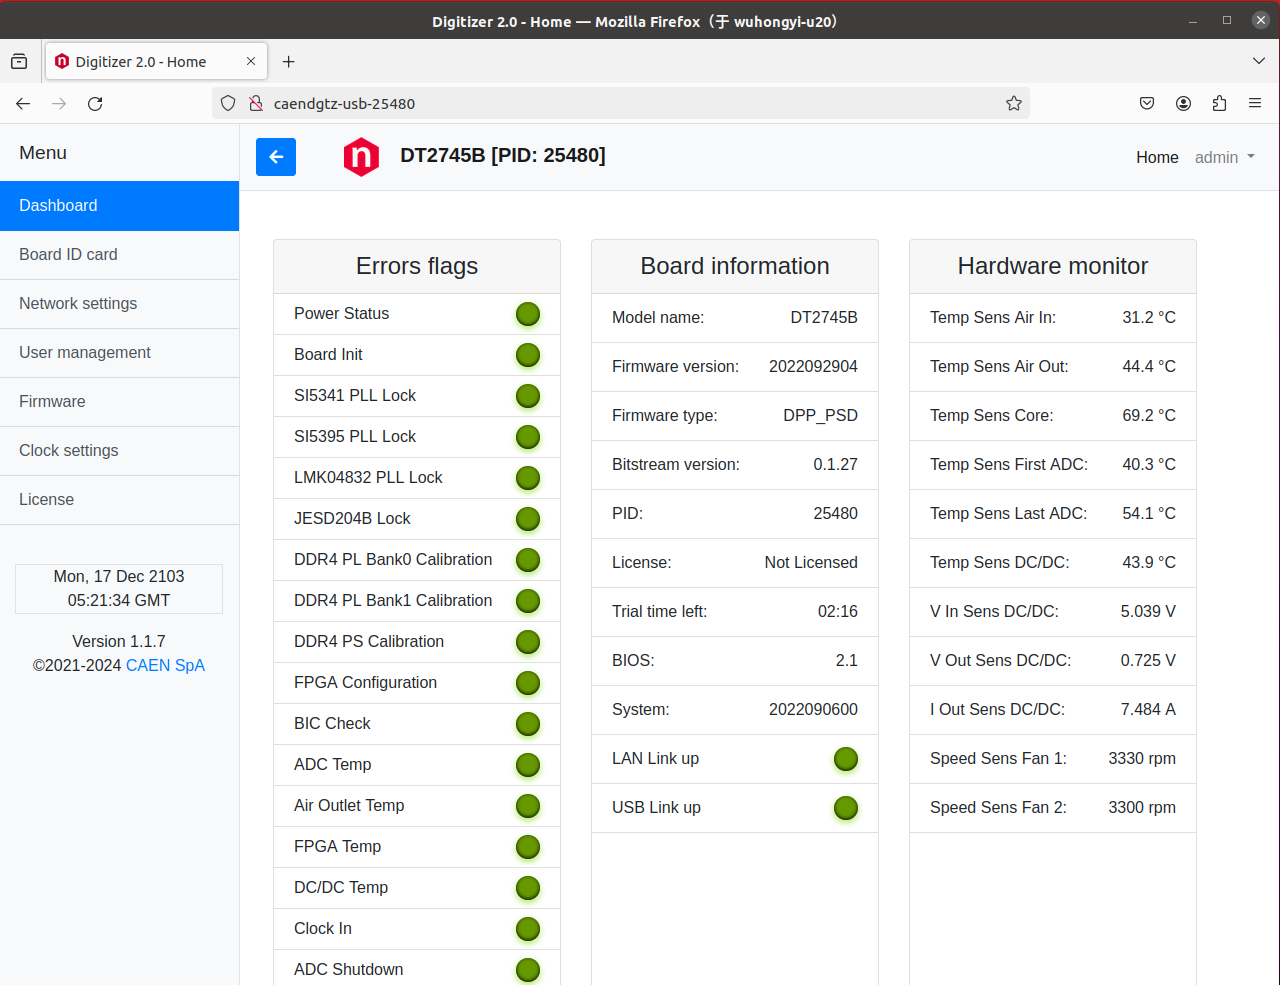 Digitizer 2.0 - Home — Mozilla Firefox（于 wuhongyi-u20）
Digitizer 2.0 - Home
caendgtz-usb-25480
Menu
n
DT2745B [PID: 25480]
Home
admin
Dashboard
Board ID card
Network settings
User management
Firmware
Clock settings
License
Mon, 17 Dec 2103
05:21:34 GMT
Version 1.1.7
©2021-2024 CAEN SpA
Errors flags
Power Status
Board Init
SI5341 PLL Lock
SI5395 PLL Lock
LMK04832 PLL Lock
JESD204B Lock
DDR4 PL Bank0 Calibration
DDR4 PL Bank1 Calibration
DDR4 PS Calibration
FPGA Configuration
BIC Check
ADC Temp
Air Outlet Temp
FPGA Temp
DC/DC Temp
Clock In
ADC Shutdown
Board information
Model name: DT2745B
Firmware version: 2022092904
Firmware type: DPP_PSD
Bitstream version: 0.1.27
PID: 25480
License: Not Licensed
Trial time left: 02:16
BIOS: 2.1
System: 2022090600
LAN Link up
USB Link up
Hardware monitor
Temp Sens Air In: 31.2 °C
Temp Sens Air Out: 44.4 °C
Temp Sens Core: 69.2 °C
Temp Sens First ADC: 40.3 °C
Temp Sens Last ADC: 54.1 °C
Temp Sens DC/DC: 43.9 °C
V In Sens DC/DC: 5.039 V
V Out Sens DC/DC: 0.725 V
I Out Sens DC/DC: 7.484 A
Speed Sens Fan 1: 3330 rpm
Speed Sens Fan 2: 3300 rpm